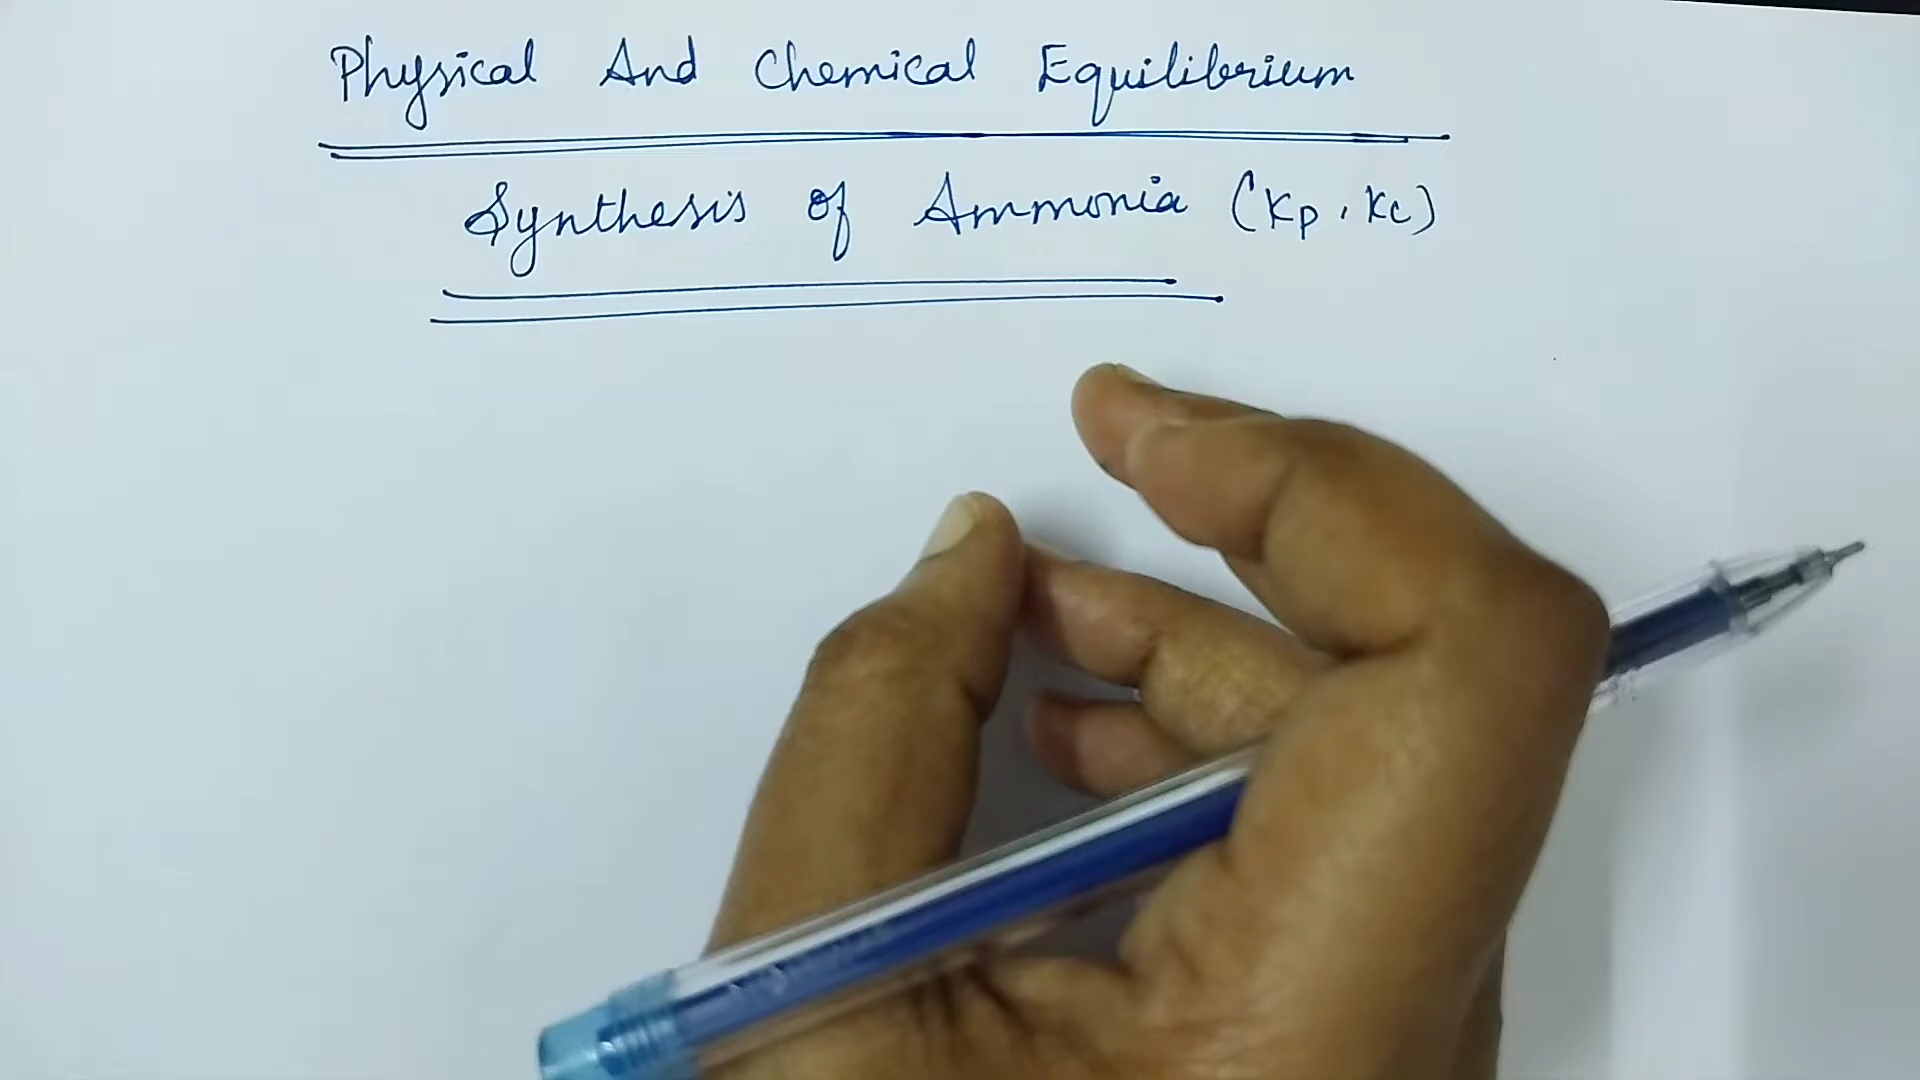 Physical And Chemical Equilibrium
Synthesis of Ammonia (Kp, Kc)